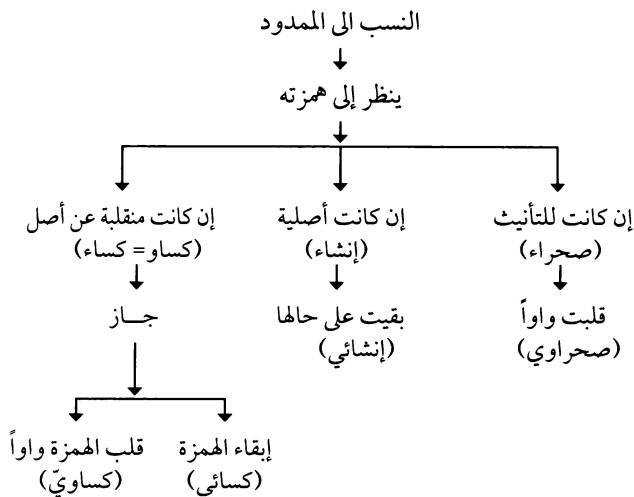 النسب الى الممدود
ينظر إلى همزته
إن كانت للتأنيث
(صحراء)
قلبت واواً
(صحراوي)
إن كانت أصلية
(إنشاء)
بقيت على حالها
(إنشائي)
إن كانت منقلبة عن أصل
(كساو= كساء)
جــاز
إبقاء الهمزة
(كسائي)
قلب الهمزة واواً
(كساويّ)